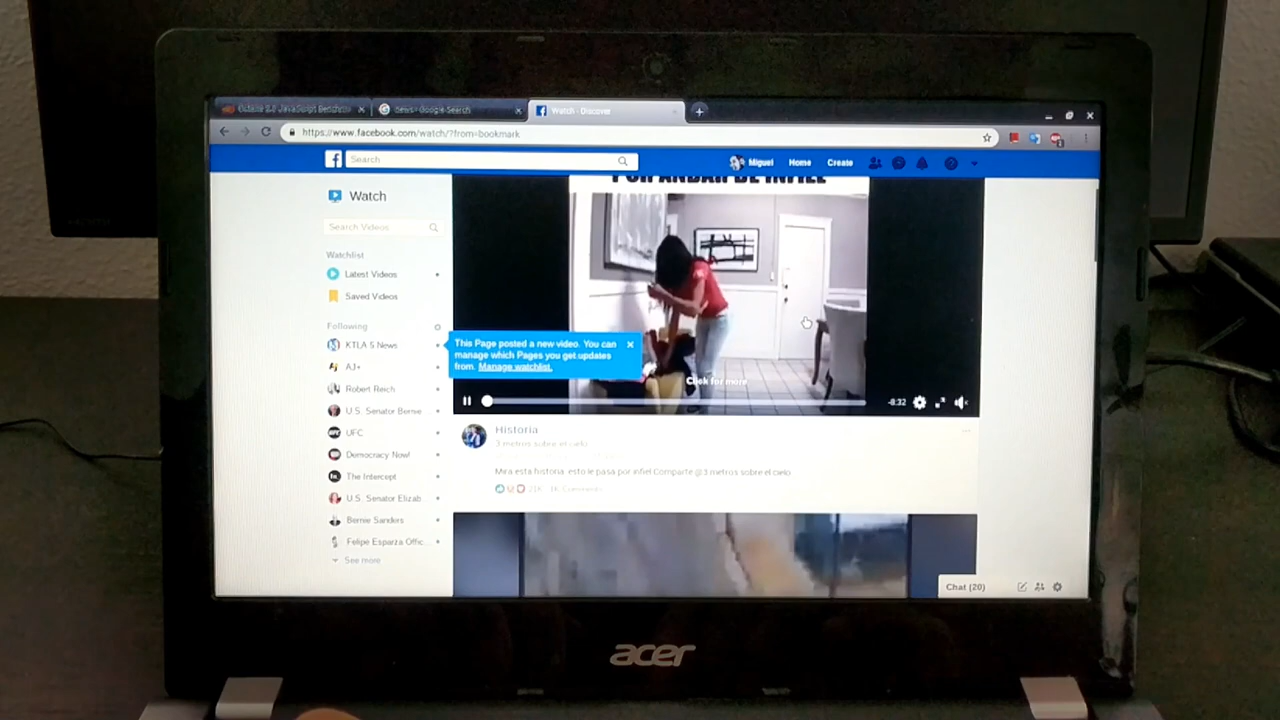 Octane 2.0 JavaScript Benchm
news - Google Search
Watch - Discover
https://www.facebook.com/watch/?from=bookmark
Search
Miguel
Home
Create
POR ANDAR DE INFIEL
Watch
Search Videos
Watchlist
Latest Videos
Saved Videos
Following
KTLA 5 News
AJ+
Robert Reich
U.S. Senator Bernie...
UFC
Democracy Now!
The Intercept
U.S. Senator Elizab...
Bernie Sanders
Felipe Esparza Offic...
See more
This Page posted a new video. You can
manage which Pages you get updates
from. Manage watchlist.
Click for more
-8:32
Historia
3 metros sobre el cielo
Mira esta historia, esto le pasa por infiel Comparte @3 metros sobre el cielo
21K
1K Comments
Chat (20)
acer